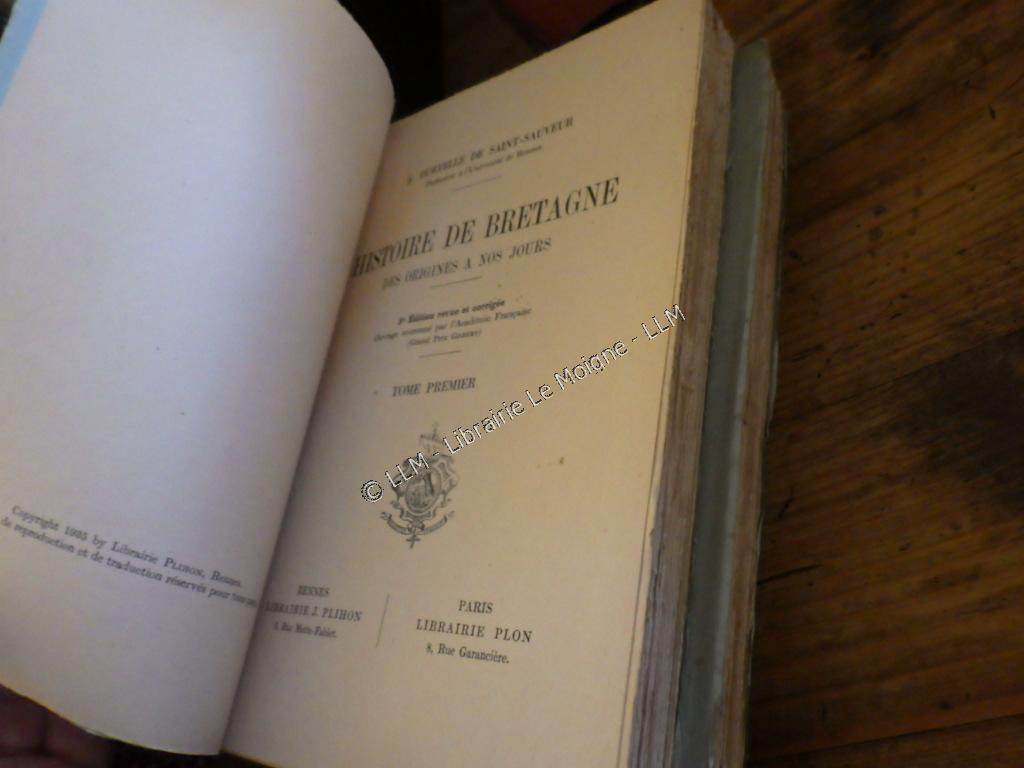 Copyright 1935 by Librairie PLIHON, Rennes.
de reproduction et de traduction réservés pour tous pays.
DURTELLE DE SAINT-SAUVEUR
Professeur à l'Université de Rennes
HISTOIRE DE BRETAGNE
DES ORIGINES A NOS JOURS
Édition revue et corrigée
Ouvrage couronné par l'Académie Française
(Grand Prix GOBERT)
TOME PREMIER
© LLM - Librairie Le Moigne - LLM
RENNES
LIBRAIRIE J. PLIHON
5, Rue Motte-Fablet.
PARIS
LIBRAIRIE PLON
8, Rue Garancière.